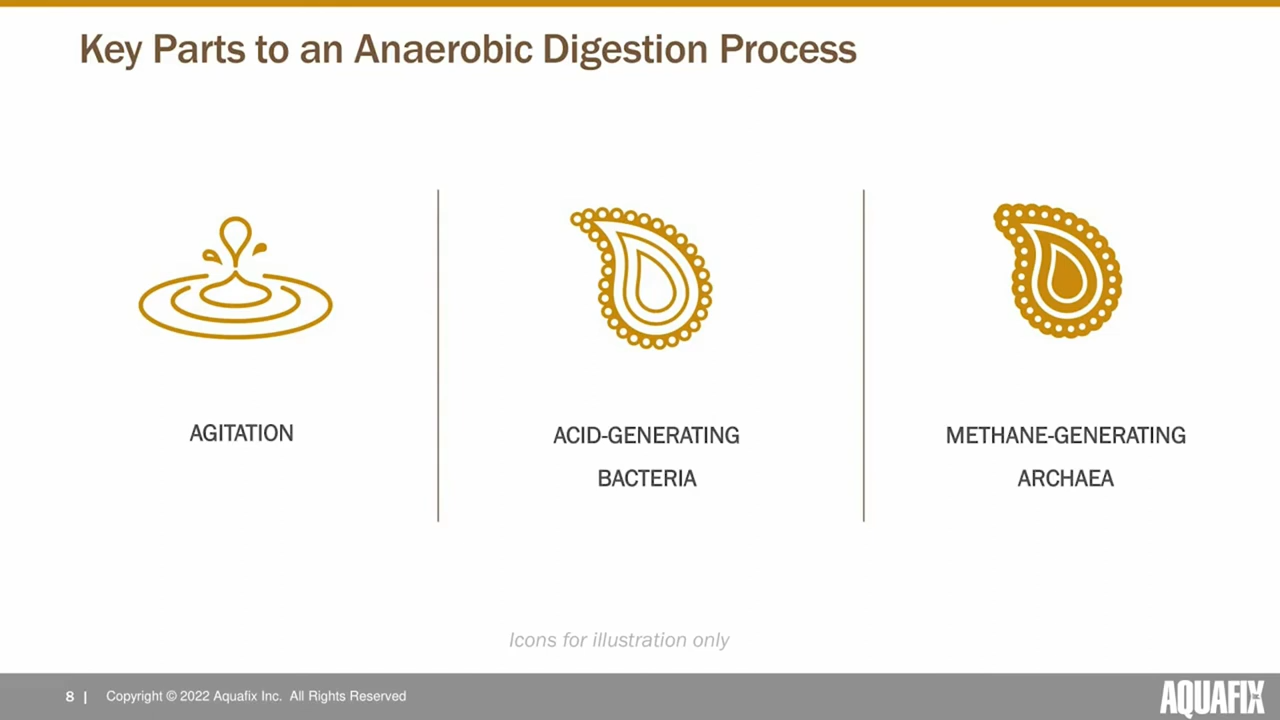 Key Parts to an Anaerobic Digestion Process
AGITATION
ACID-GENERATING
BACTERIA
METHANE-GENERATING
ARCHAEA
Icons for illustration only
8 | Copyright © 2022 Aquafix Inc. All Rights Reserved
AQUAFIX INC.